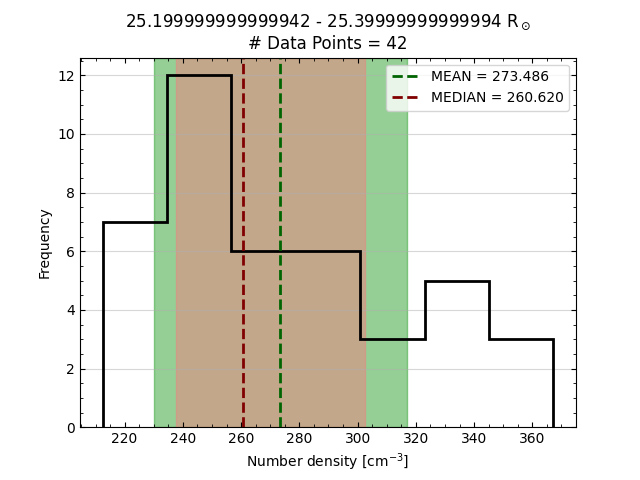 25.199999999999942 - 25.39999999999994 R⊙
# Data Points = 42
MEAN = 273.486
MEDIAN = 260.620
12
10
8
6
4
2
0
Frequency
220 240 260 280 300 320 340 360
Number density [cm⁻³]